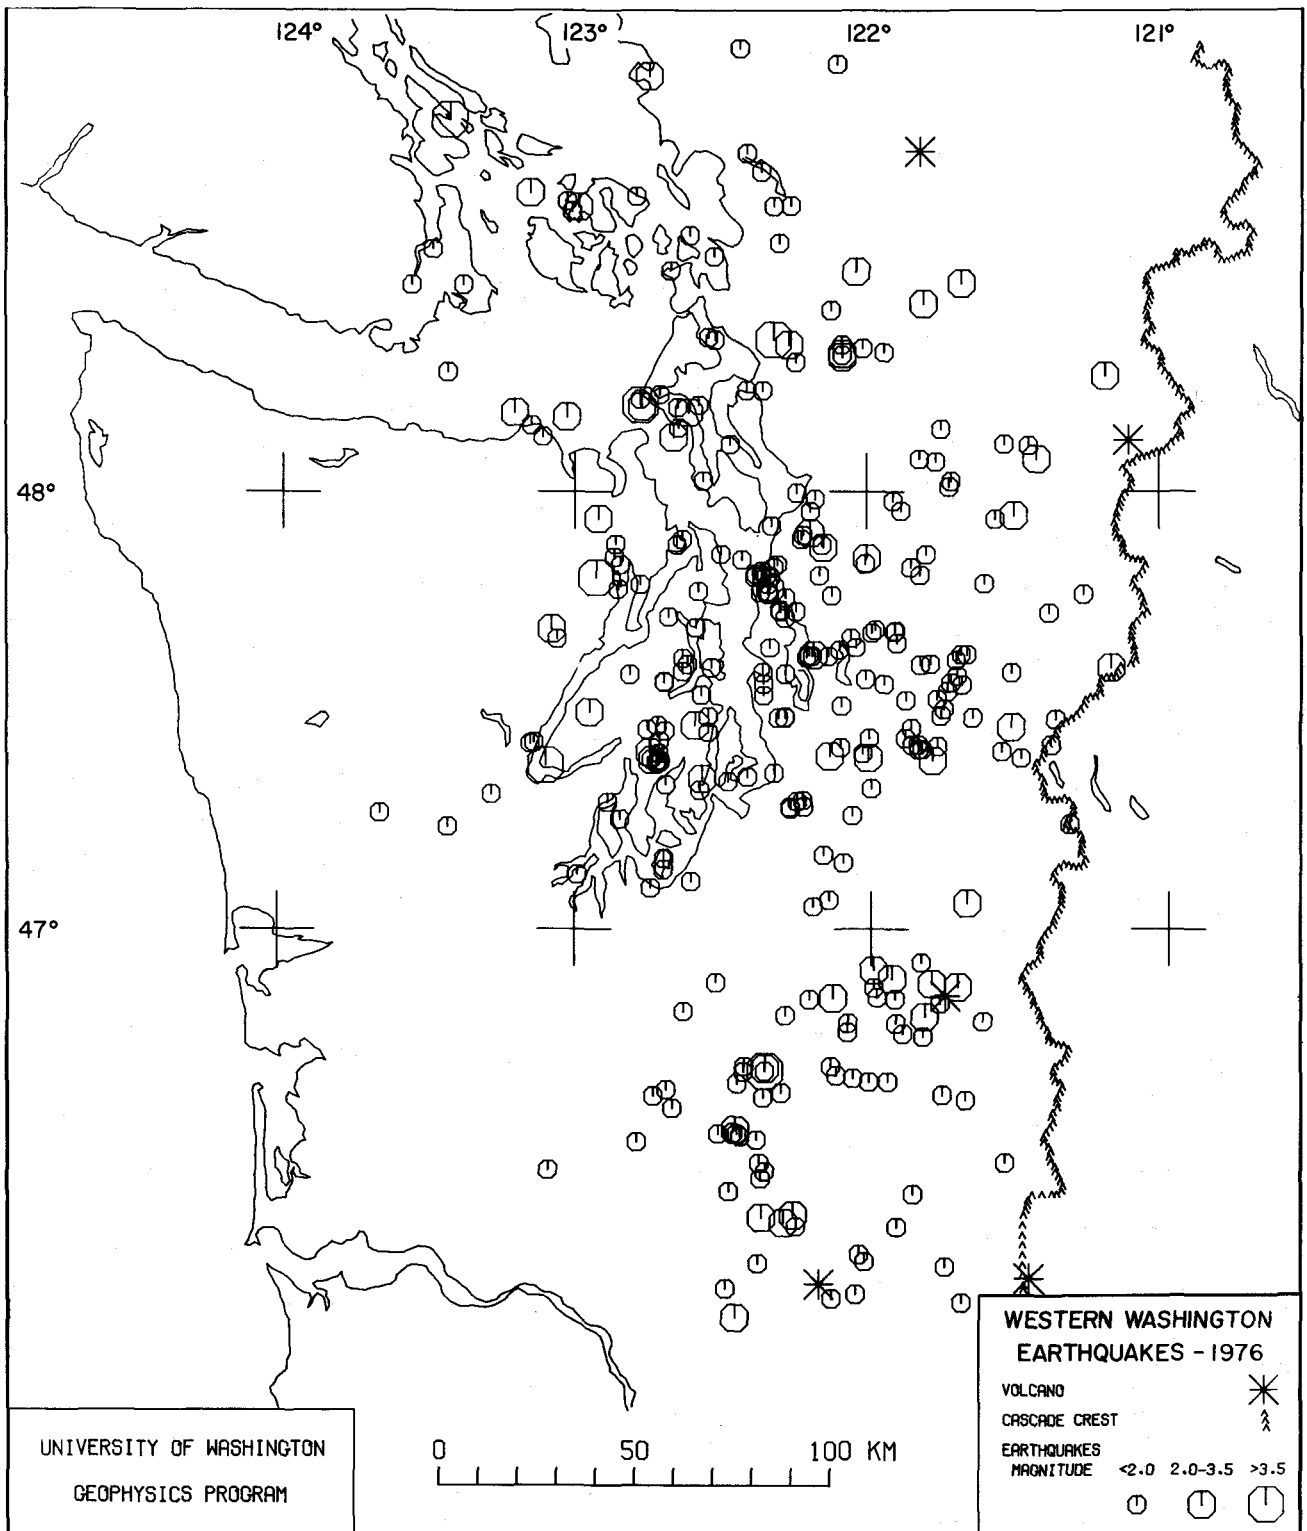 124° 123° 122° 121°
48°
47°
WESTERN WASHINGTON
EARTHQUAKES - 1976
VOLCANO
CASCADE CREST
EARTHQUAKES
MAGNITUDE <2.0 2.0-3.5 >3.5
UNIVERSITY OF WASHINGTON
GEOPHYSICS PROGRAM
0 50 100 KM